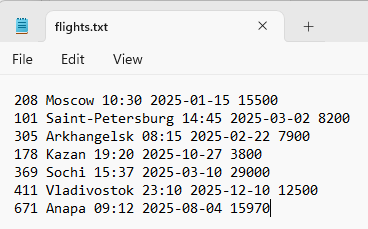 flights.txt
File Edit View
208 Moscow 10:30 2025-01-15 15500
101 Saint-Petersburg 14:45 2025-03-02 8200
305 Arkhangelsk 08:15 2025-02-22 7900
178 Kazan 19:20 2025-10-27 3800
369 Sochi 15:37 2025-03-10 29000
411 Vladivostok 23:10 2025-12-10 12500
671 Anapa 09:12 2025-08-04 15970